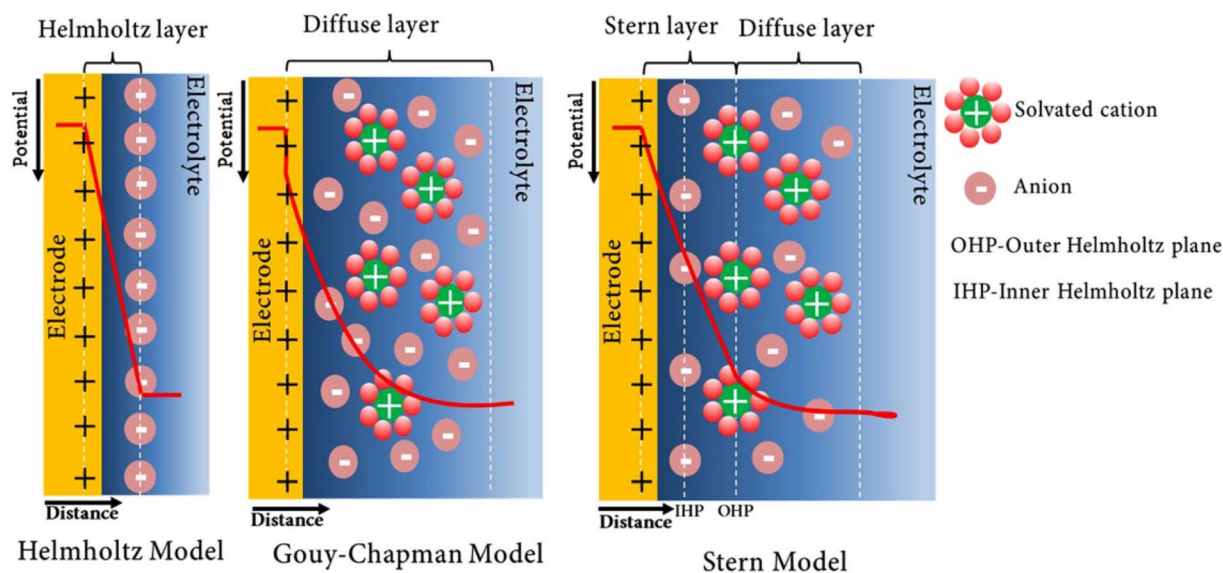 Helmholtz layer
Diffuse layer
Stern layer
Diffuse layer
Potential
Electrode
Electrolyte
Distance
Helmholtz Model
Potential
Electrode
Electrolyte
Distance
Gouy-Chapman Model
Potential
Electrode
Electrolyte
Distance
IHP
OHP
Stern Model
Solvated cation
Anion
OHP-Outer Helmholtz plane
IHP-Inner Helmholtz plane